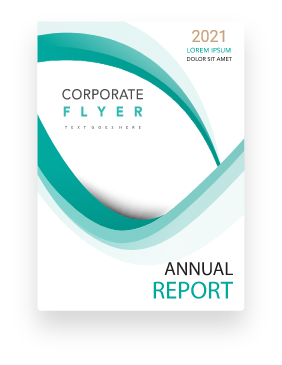 2021
LOREM IPSUM
DOLOR SIT AMET
CORPORATE
FLYER
TEXT GOES HERE
ANNUAL
REPORT